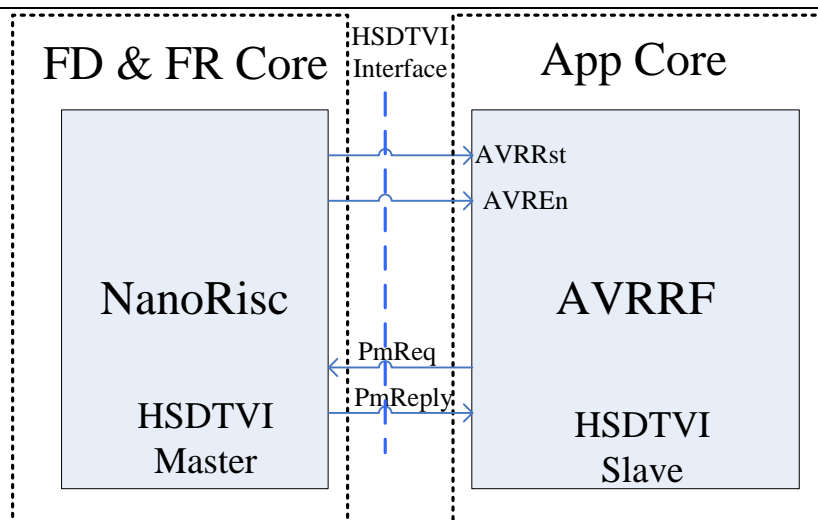 HSDTVI
Interface
FD & FR Core
App Core
AVRRst
AVREn
NanoRisc
AVRRF
PmReq
PmReply
HSDTVI
Master
HSDTVI
Slave